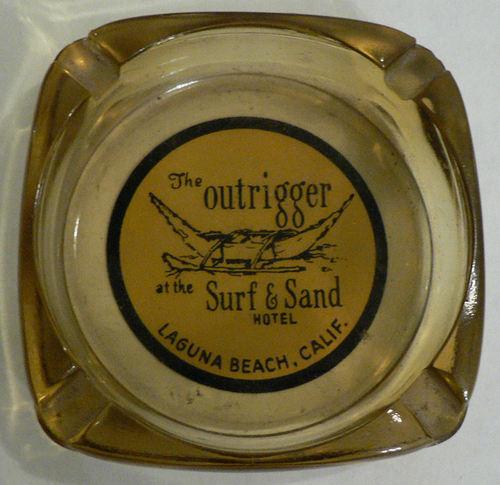 The outrigger
at the Surf & Sand
HOTEL
LAGUNA BEACH, CALIF.